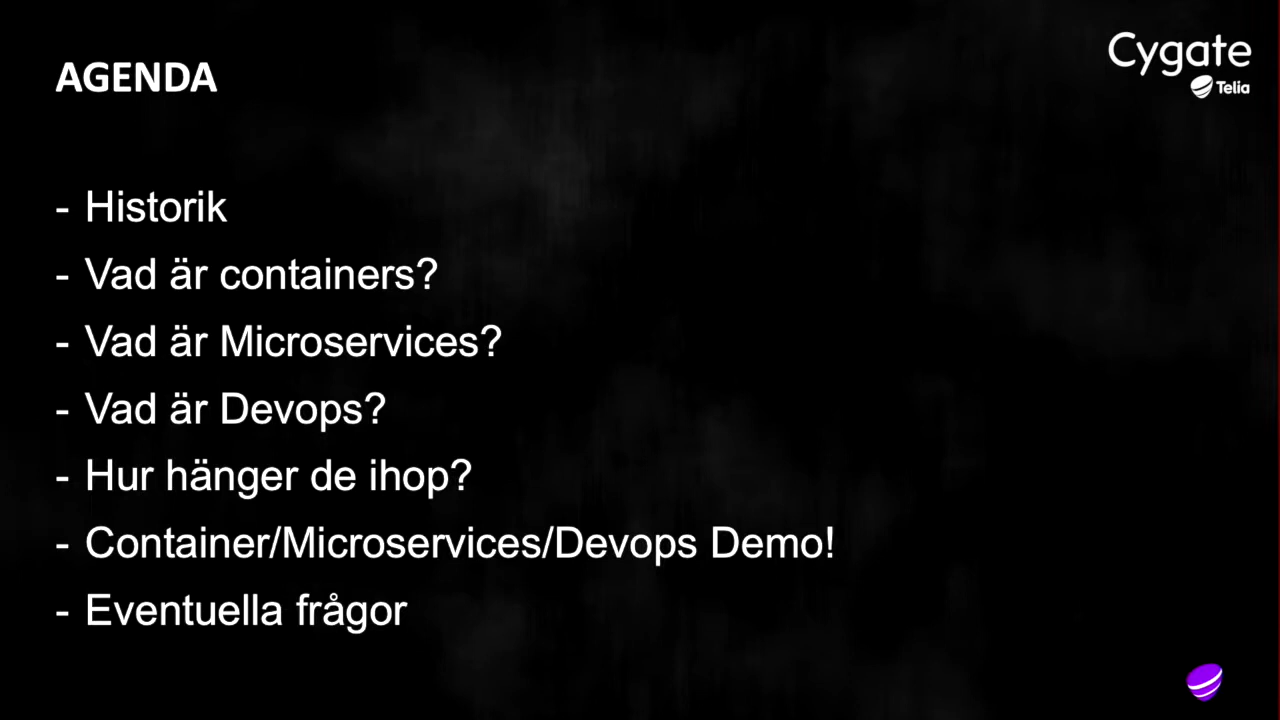 AGENDA
Cygate
Telia
- Historik
- Vad är containers?
- Vad är Microservices?
- Vad är Devops?
- Hur hänger de ihop?
- Container/Microservices/Devops Demo!
- Eventuella frågor